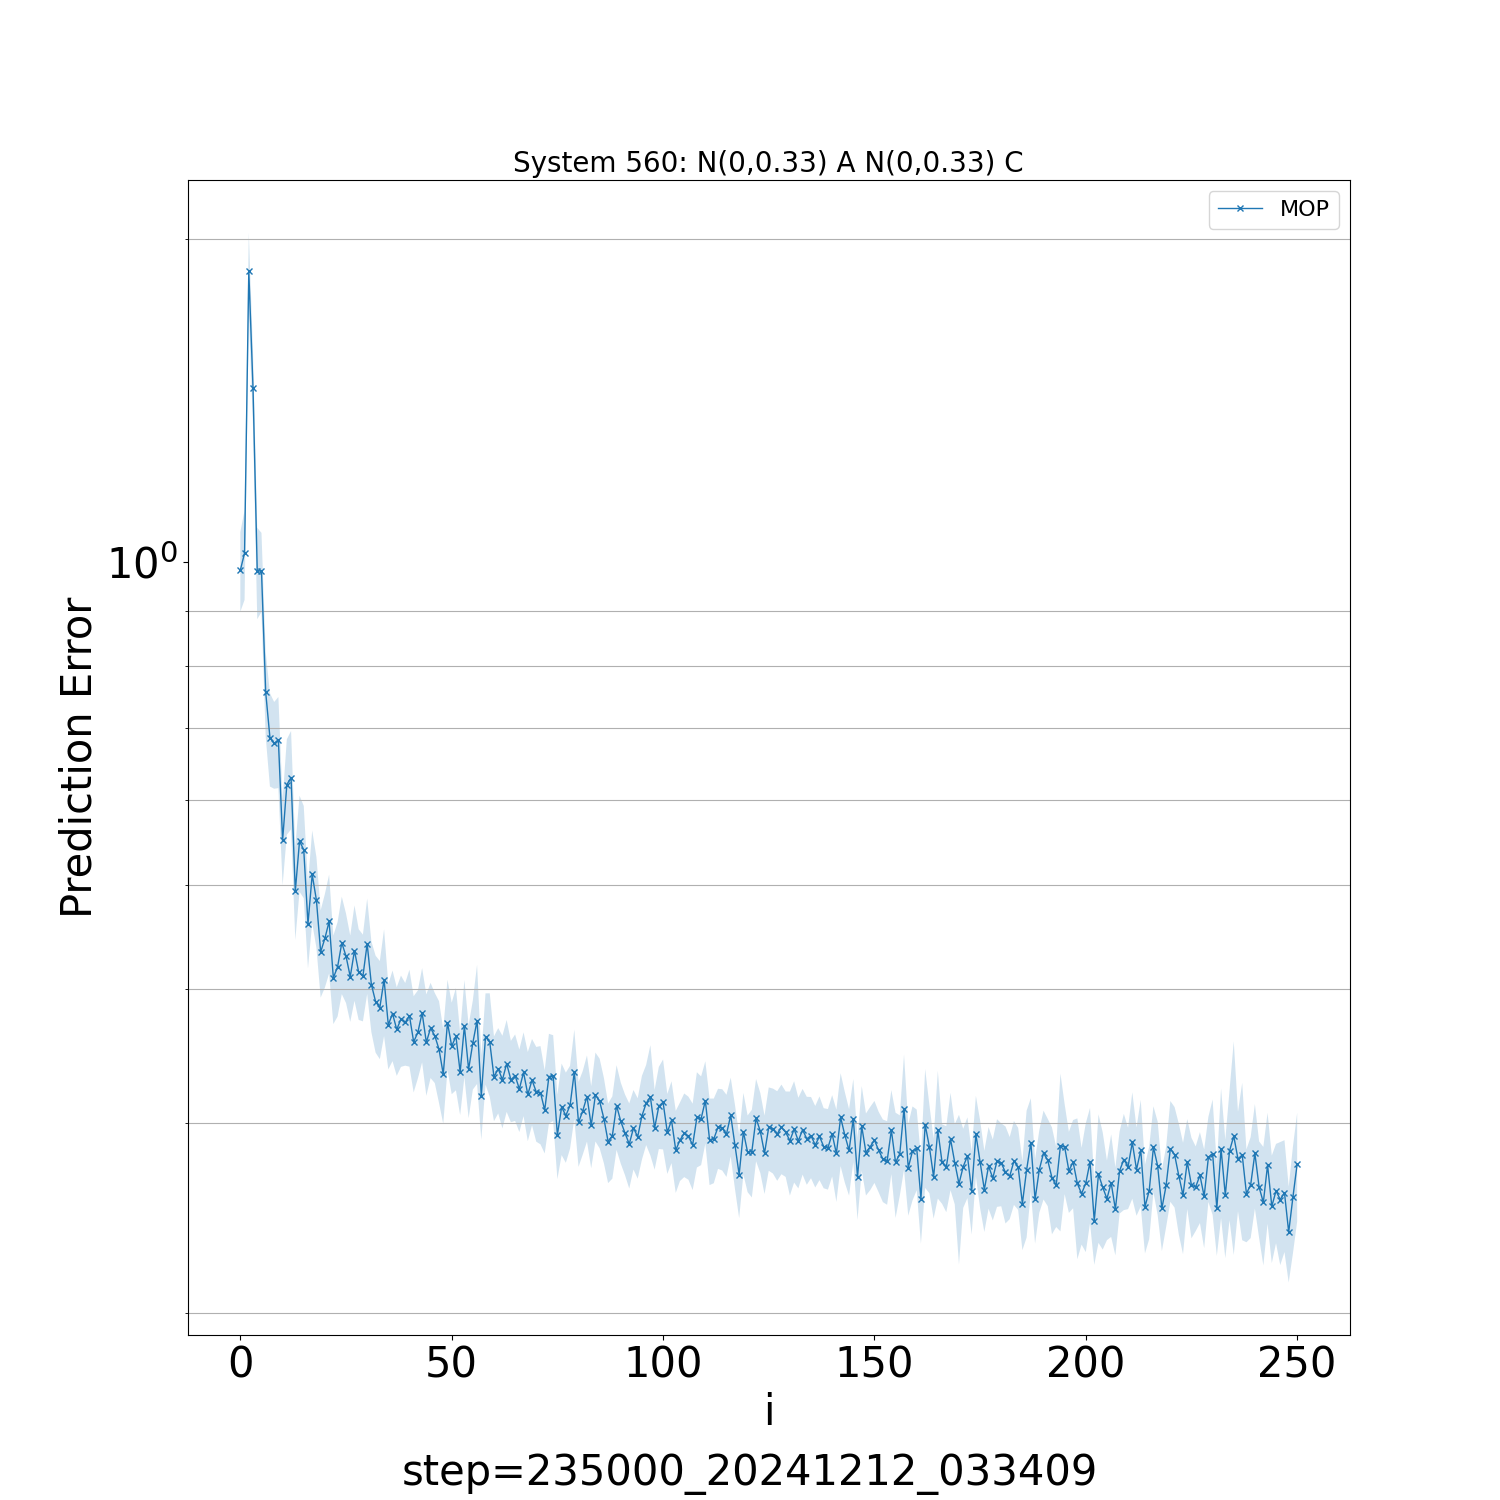 System 560: N(0,0.33) A N(0,0.33) C
MOP
10⁰
Prediction Error
0 50 100 150 200 250
i
step=235000_20241212_033409